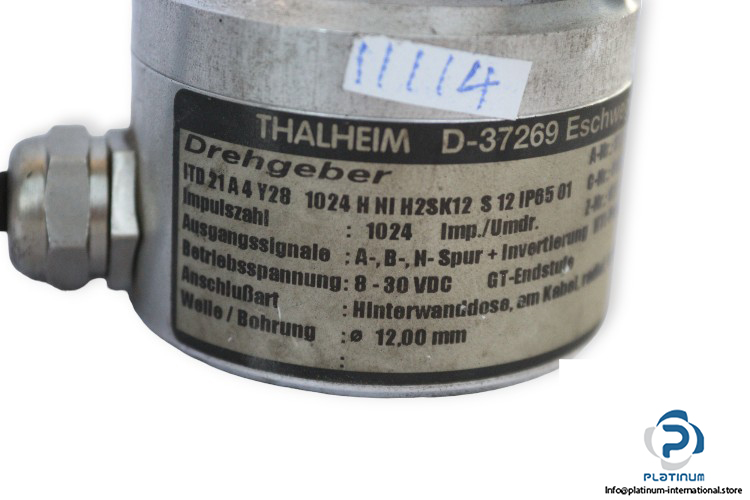 11114
THALHEIM D-37269 Eschwe
Drehgeber
ITD 21 A 4 Y28 1024 H NI H2SK12 S 12 IP65 01
Impulszahl : 1024 Imp./Umdr.
Ausgangssignale : A-, B-, N- Spur + Invertierung
Betriebsspannung: 8 - 30 VDC GT-Endstufe
Anschlußart : Hinterwanddose, am Kabel,
Welle / Bohrung : ø 12,00 mm
:
PLATINUM
Info@platinum-international.store